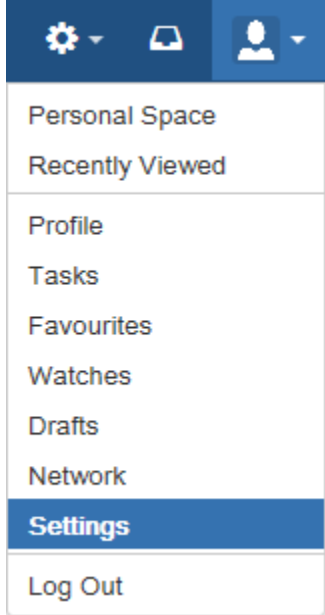 Personal Space
Recently Viewed
Profile
Tasks
Favourites
Watches
Drafts
Network
Settings
Log Out